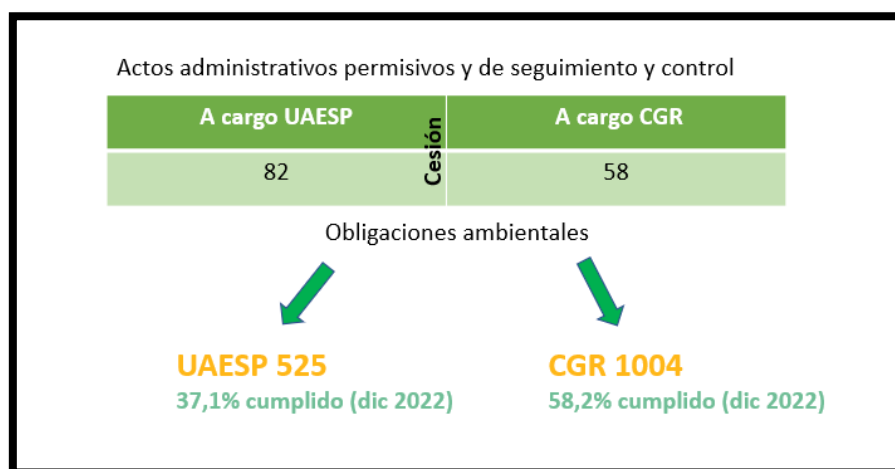 Actos administrativos permisivos y de seguimiento y control
A cargo UAESP
Cesión
A cargo CGR
82
58
Obligaciones ambientales
UAESP 525
37,1% cumplido (dic 2022)
CGR 1004
58,2% cumplido (dic 2022)